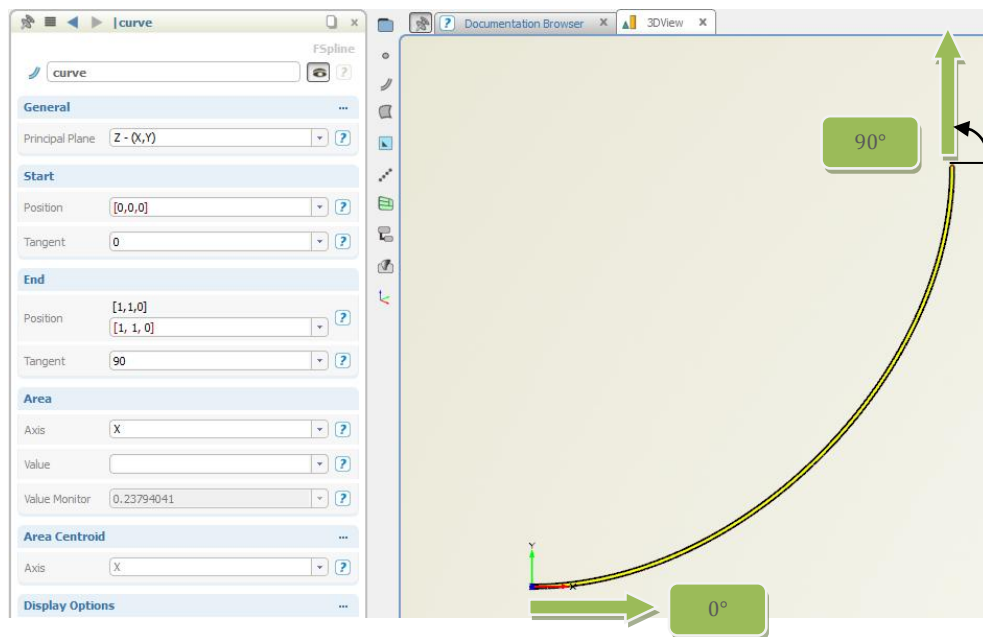 |curve
FSpline
curve
General ...
Principal Plane Z - (X,Y) ?
Start
Position [0,0,0] ?
Tangent 0 ?
End
Position [1,1,0]
[1, 1, 0] ?
Tangent 90 ?
Area
Axis X ?
Value ?
Value Monitor 0.23794041 ?
Area Centroid ...
Axis X ?
Display Options ...
? Documentation Browser x
3DView x
90°
Y
X
0°